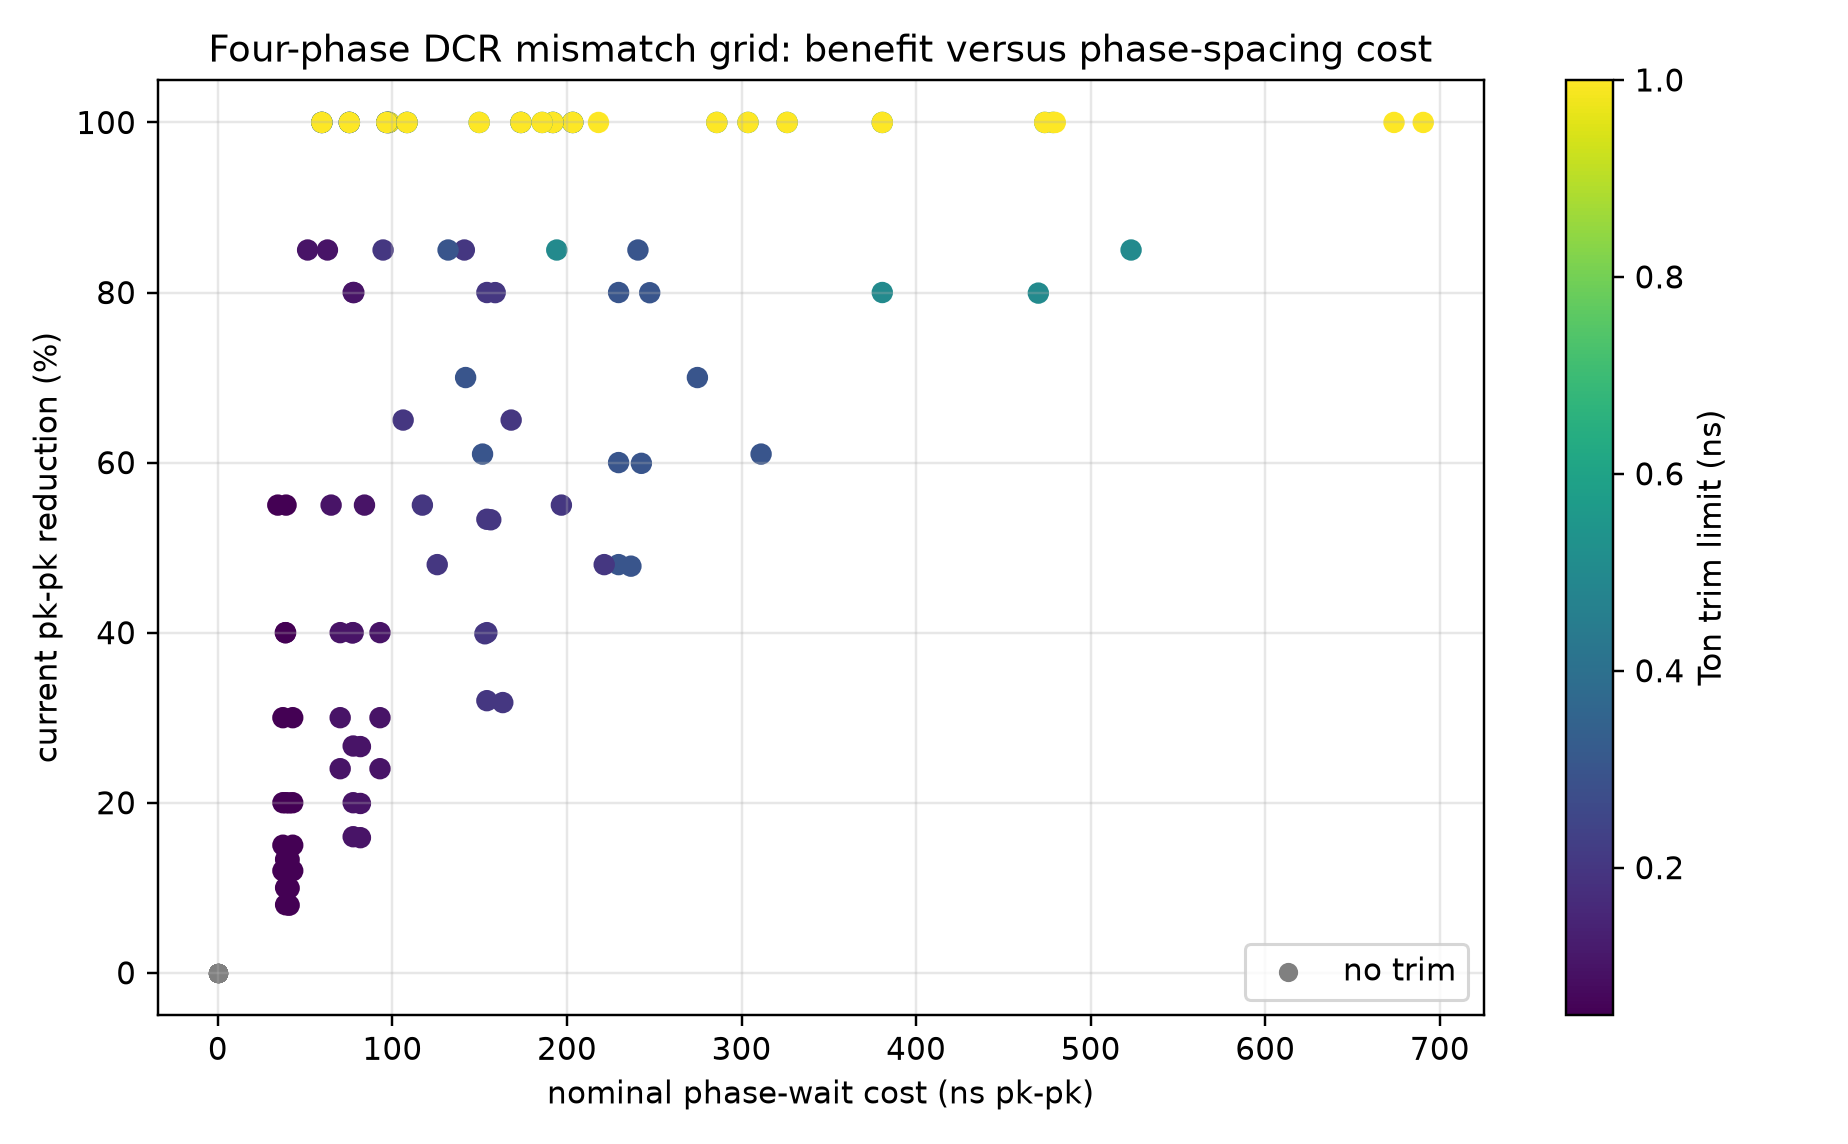 Four-phase DCR mismatch grid: benefit versus phase-spacing cost
current pk-pk reduction (%)
100
80
60
40
20
0
0 100 200 300 400 500 600 700
nominal phase-wait cost (ns pk-pk)
no trim
1.0
0.8
0.6
0.4
0.2
Ton trim limit (ns)